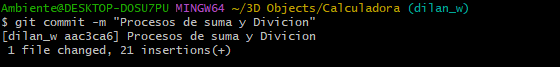 Ambiente@DESKTOP-DOSU7PU MINGW64 ~/3D Objects/Calculadora (dilan_w)
$ git commit -m "Procesos de suma y Divicion"
[dilan_w aac3ca6] Procesos de suma y Divicion
 1 file changed, 21 insertions(+)